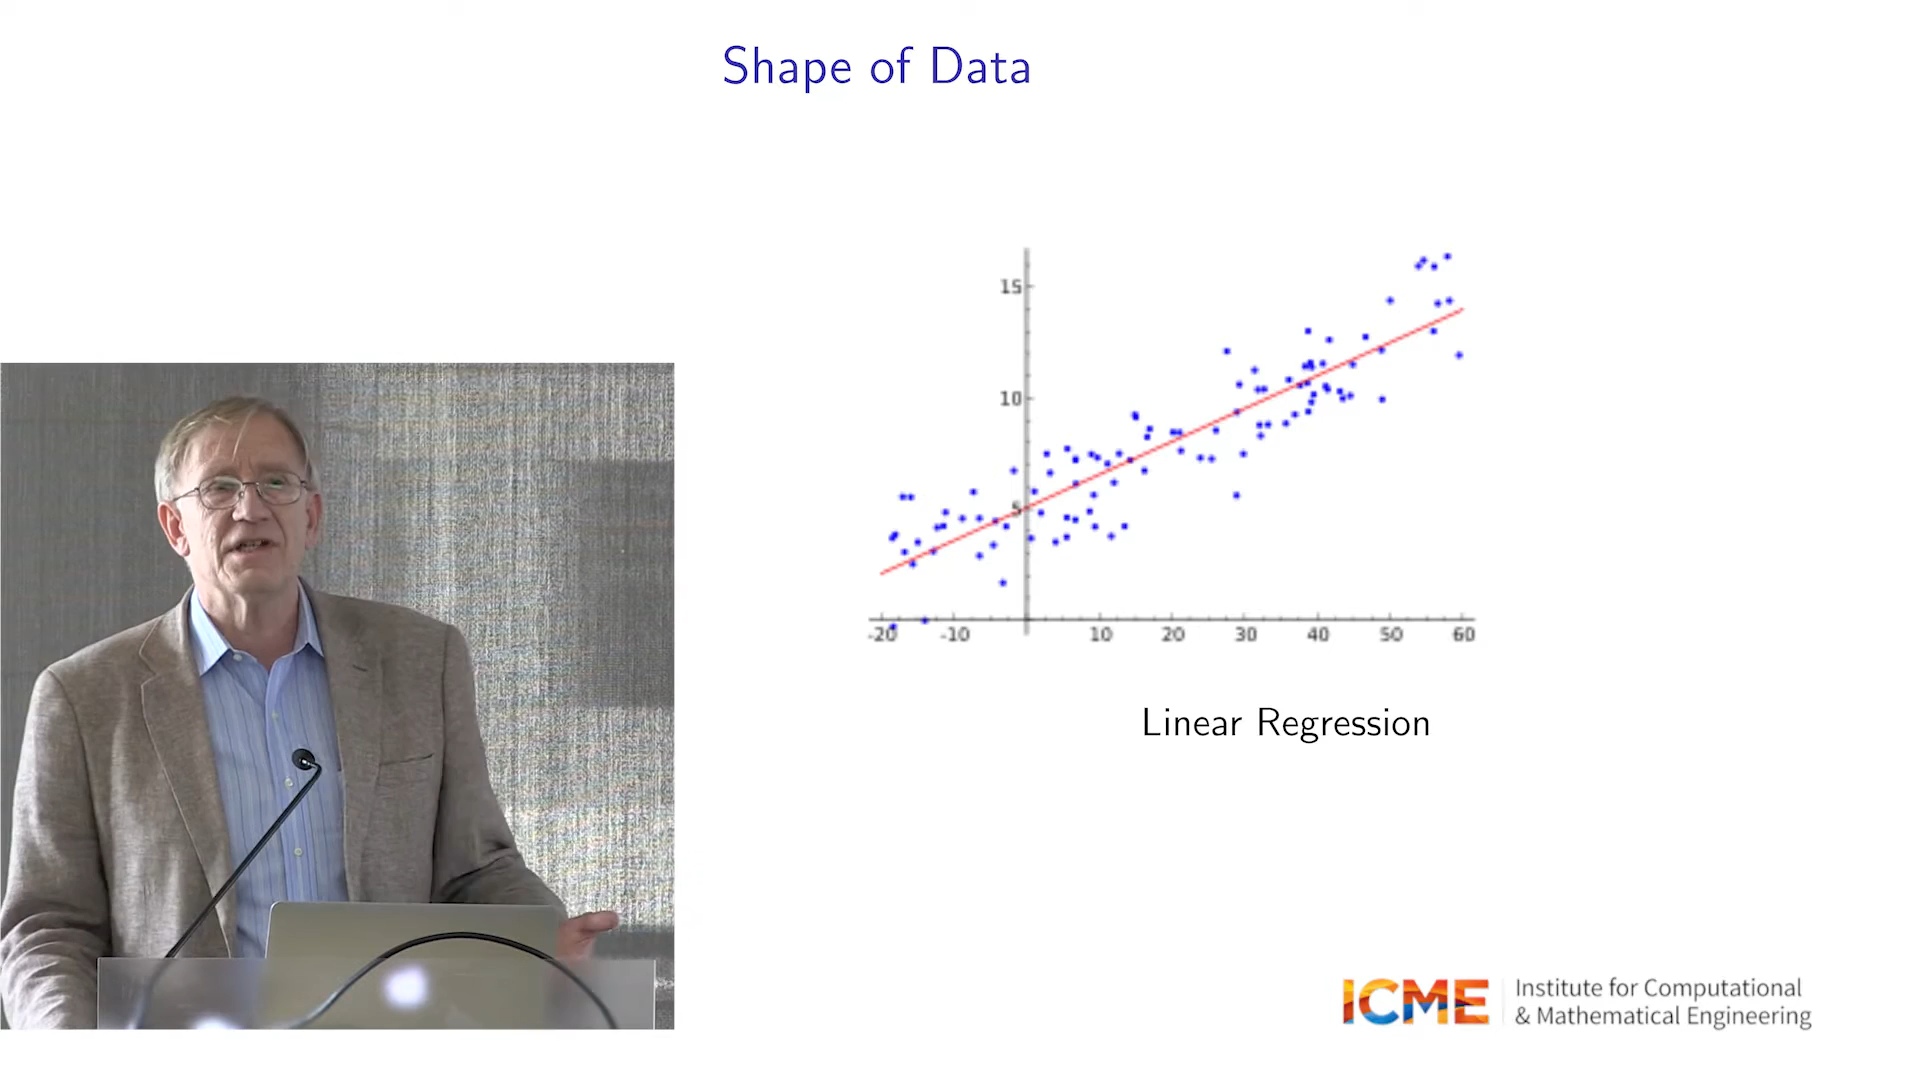 Shape of Data
15
10
5
-20 -10 10 20 30 40 50 60
Linear Regression
ICME Institute for Computational
& Mathematical Engineering